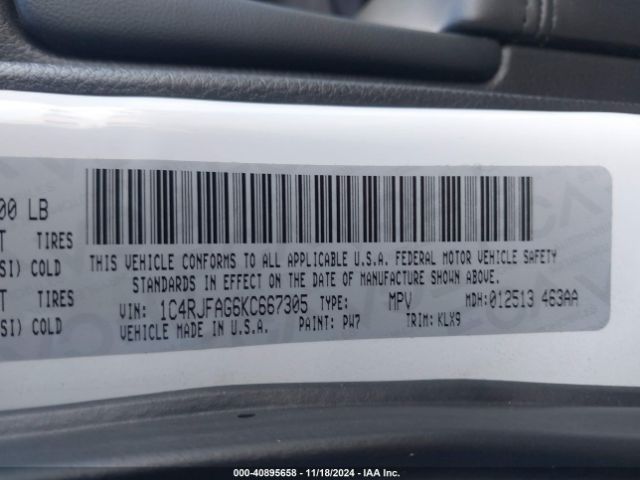 00 LB
T TIRES
SI) COLD
T TIRES
SI) COLD
THIS VEHICLE CONFORMS TO ALL APPLICABLE U.S.A. FEDERAL MOTOR VEHICLE SAFETY
STANDARDS IN EFFECT ON THE DATE OF MANUFACTURE SHOWN ABOVE.
VIN: 1C4RJFAG6KC667305 TYPE: MPV MDH: 012513 463AA
VEHICLE MADE IN U.S.A. PAINT: PW7 TRIM: KLX9
© - 40895658 - 11/18/2024 - IAA Inc.